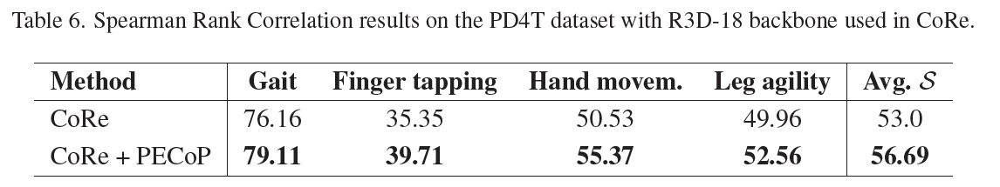 Table 6. Spearman Rank Correlation results on the PD4T dataset with R3D-18 backbone used in CoRe.
Method Gait Finger tapping Hand movem. Leg agility Avg. 𝒮
CoRe 76.16 35.35 50.53 49.96 53.0
CoRe + PECoP 79.11 39.71 55.37 52.56 56.69